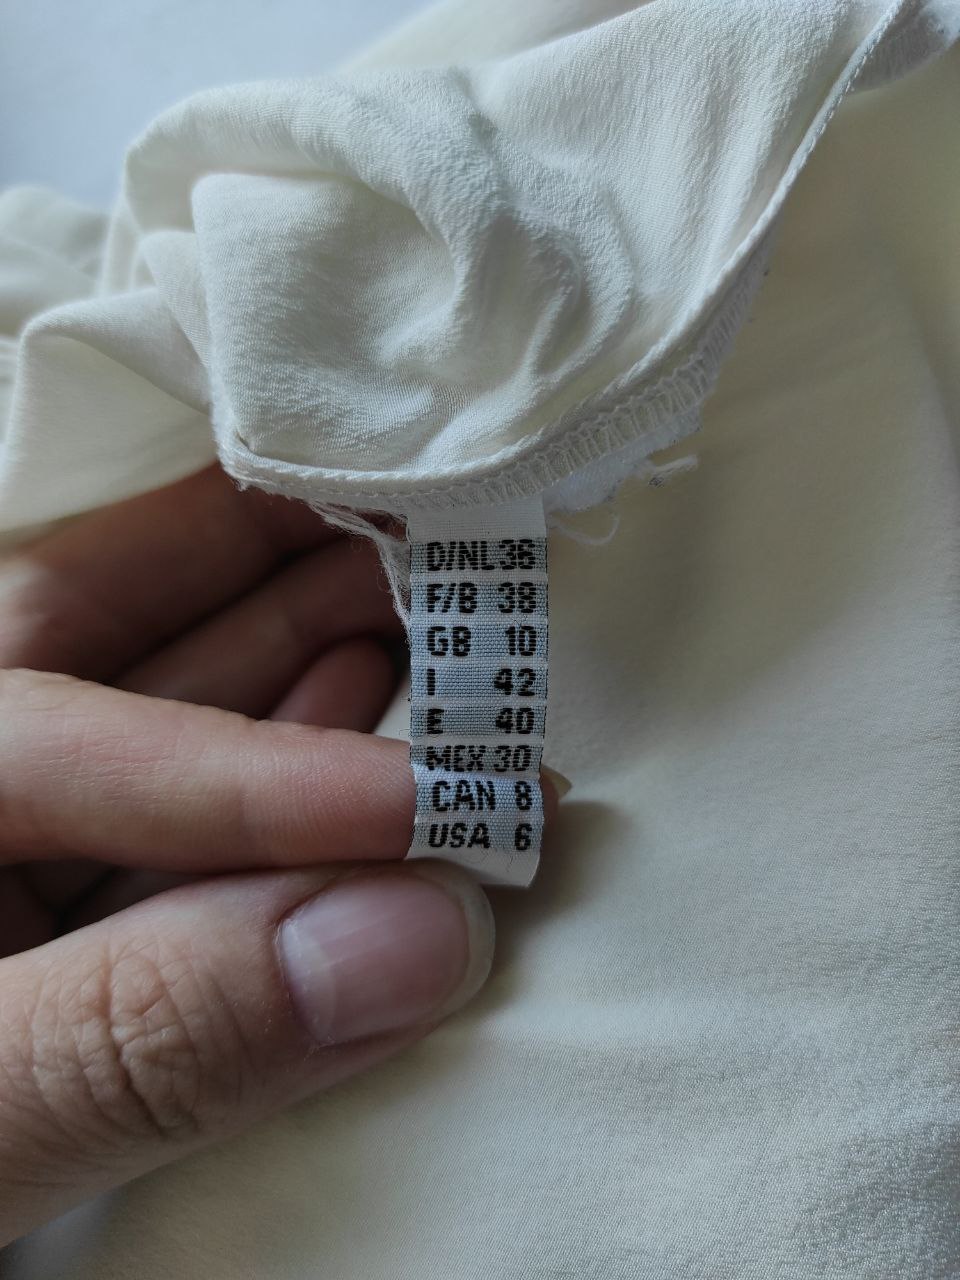 D/NL 36
F/B 38
GB 10
I 42
E 40
MEX 30
CAN 8
USA 6